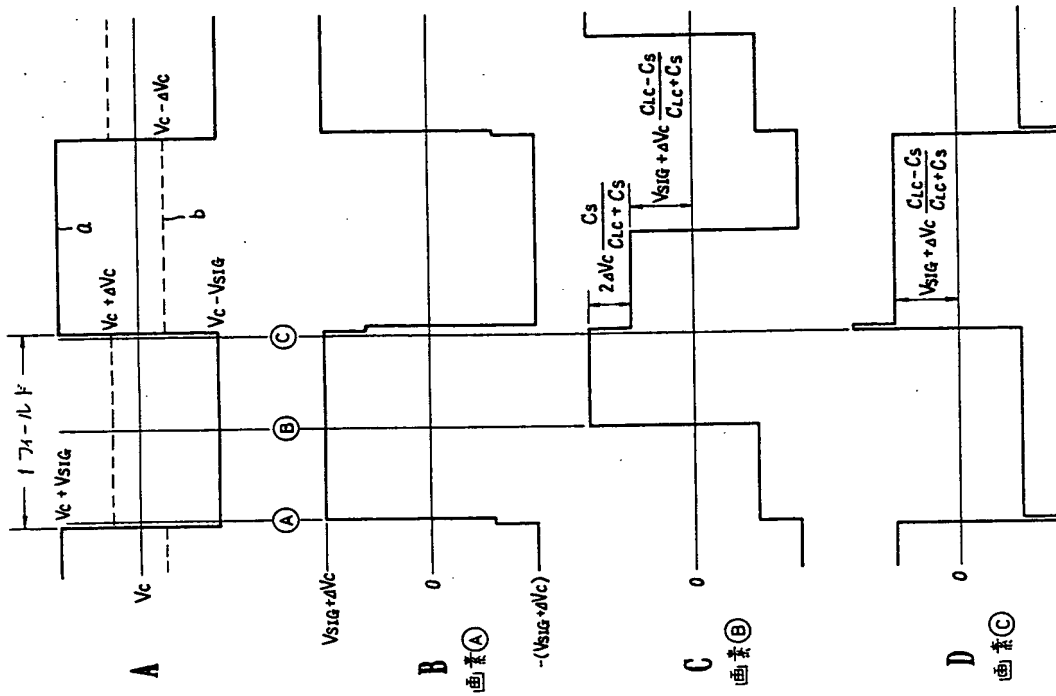 1フィールド
VC+VSIG
VC+ΔVC
a
b
VC-ΔVC
VC
VC-VSIG
A
Ⓐ
Ⓑ
Ⓒ
VSIG+ΔVC
0
-(VSIG+ΔVC)
B
画素Ⓐ
2ΔVC CS/(CLC+CS)
VSIG+ΔVC (CLC-CS)/(CLC+CS)
0
C
画素Ⓑ
VSIG+ΔVC (CLC-CS)/(CLC+CS)
0
D
画素Ⓒ